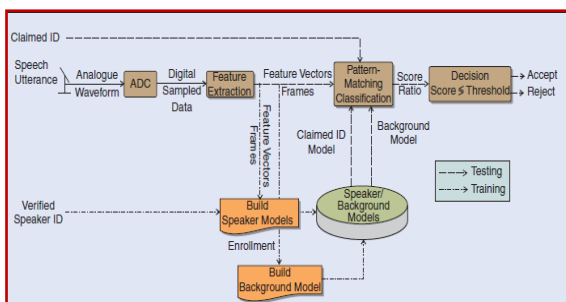 Claimed ID
Speech
Utterance
Analogue
Waveform
ADC
Digital
Sampled
Data
Feature
Extraction
Feature Vectors
Frames
Pattern-
Matching
Classification
Score
Ratio
Decision
Score ≶ Threshold
Accept
Reject
Feature Vectors
Frames
Claimed ID
Model
Background
Model
Verified
Speaker ID
Build
Speaker Models
Speaker/
Background
Models
Testing
Training
Enrollment
Build
Background Model